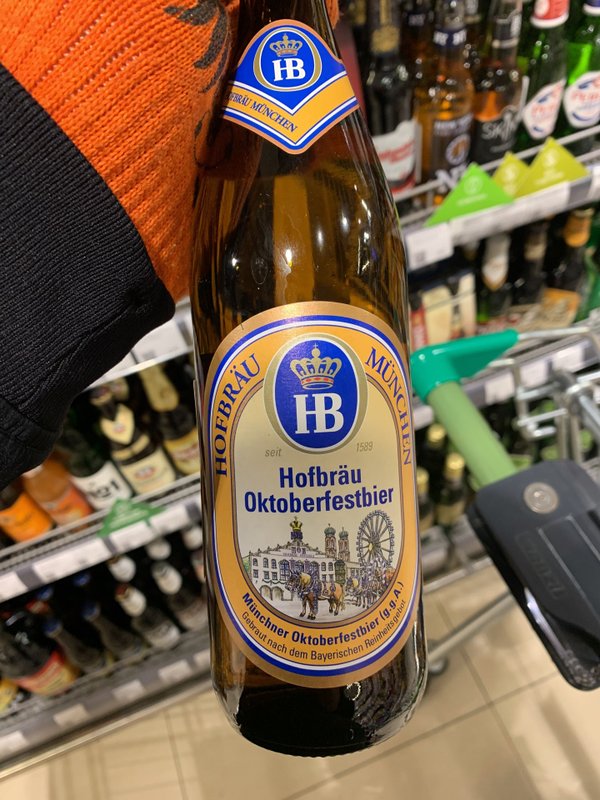 HB
HOFBRÄU MÜNCHEN
HOFBRÄU MÜNCHEN
HB
seit 1589
Hofbräu
Oktoberfestbier
Münchner Oktoberfestbier (g.g.A.)
Gebraut nach dem Bayerischen Reinheitsgebot